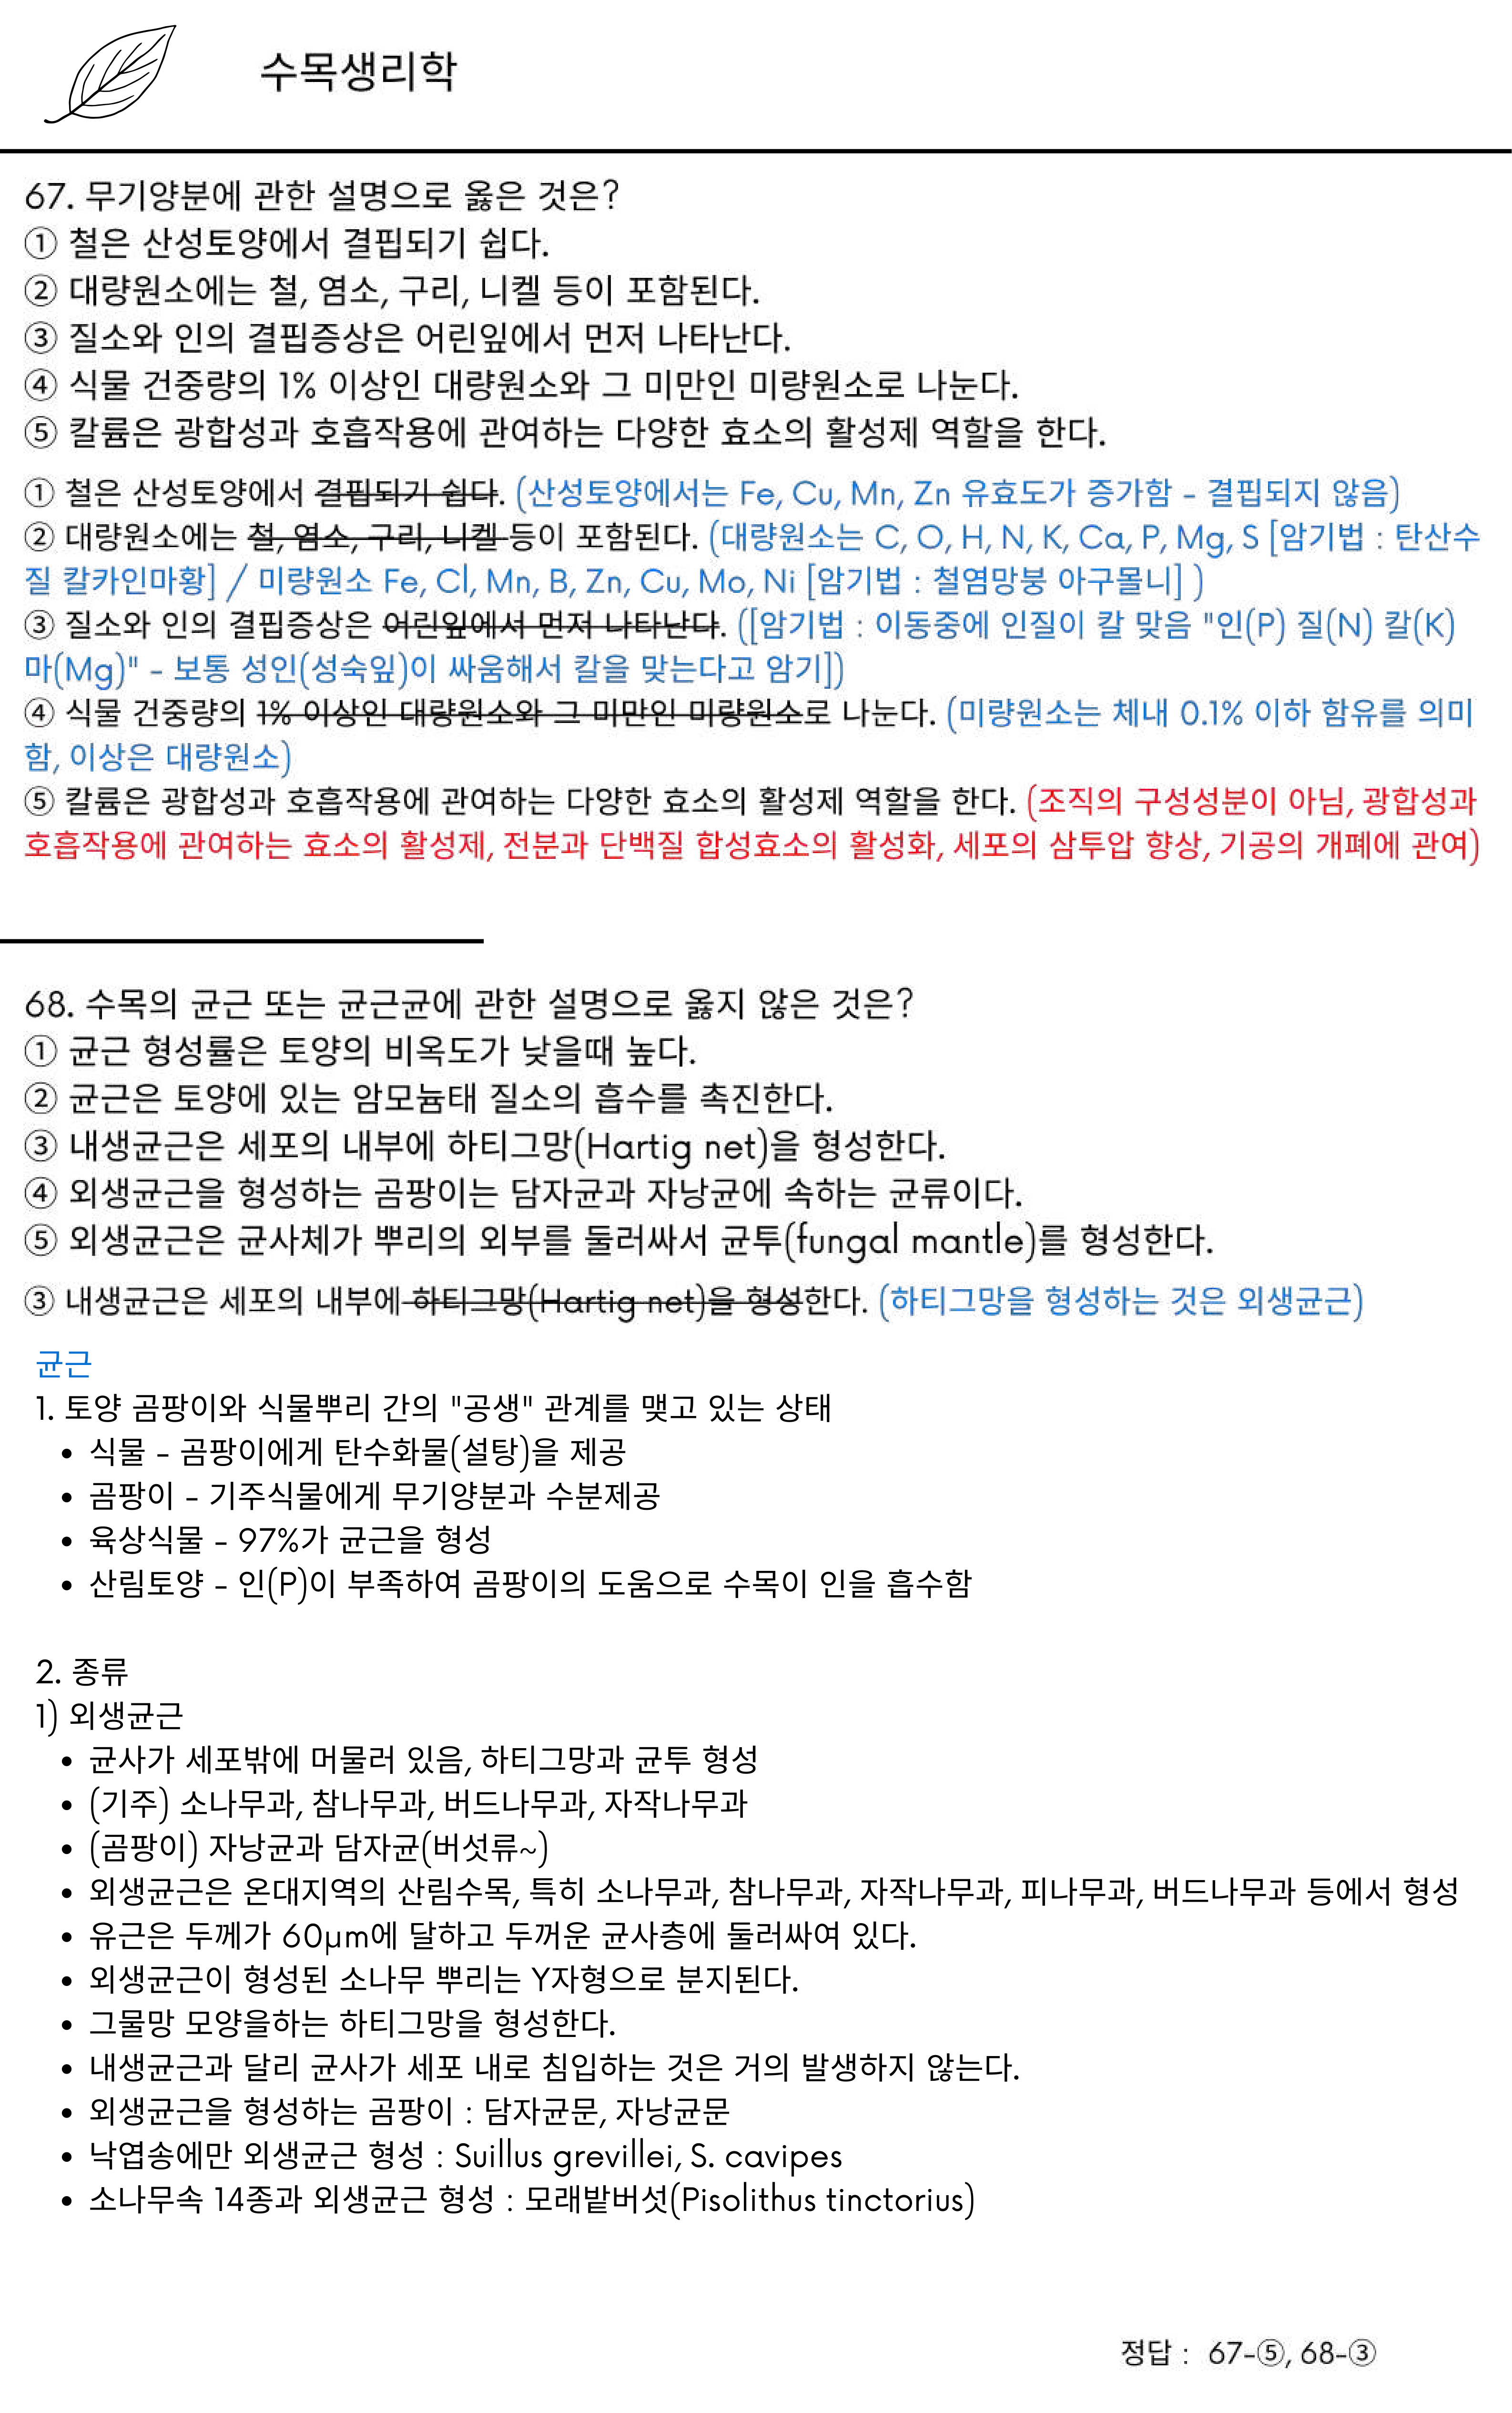 수목생리학
67. 무기양분에 관한 설명으로 옳은 것은?
① 철은 산성토양에서 결핍되기 쉽다.
② 대량원소에는 철, 염소, 구리, 니켈 등이 포함된다.
③ 질소와 인의 결핍증상은 어린잎에서 먼저 나타난다.
④ 식물 건중량의 1% 이상인 대량원소와 그 미만인 미량원소로 나눈다.
⑤ 칼륨은 광합성과 호흡작용에 관여하는 다양한 효소의 활성제 역할을 한다.
① 철은 산성토양에서 결핍되기 쉽다. (산성토양에서는 Fe, Cu, Mn, Zn 유효도가 증가함 - 결핍되지 않음)
② 대량원소에는 철, 염소, 구리, 니켈 등이 포함된다. (대량원소는 C, O, H, N, K, Ca, P, Mg, S [암기법 : 탄산수
질 칼카인마황] / 미량원소 Fe, Cl, Mn, B, Zn, Cu, Mo, Ni [암기법 : 철염망붕 아구몰니] )
③ 질소와 인의 결핍증상은 어린잎에서 먼저 나타난다. ([암기법 : 이동중에 인질이 칼 맞음 "인(P) 질(N) 칼(K)
마(Mg)" - 보통 성인(성숙잎)이 싸움해서 칼을 맞는다고 암기])
④ 식물 건중량의 1% 이상인 대량원소와 그 미만인 미량원소로 나눈다. (미량원소는 체내 0.1% 이하 함유를 의미
함, 이상은 대량원소)
⑤ 칼륨은 광합성과 호흡작용에 관여하는 다양한 효소의 활성제 역할을 한다. (조직의 구성성분이 아님, 광합성과
호흡작용에 관여하는 효소의 활성제, 전분과 단백질 합성효소의 활성화, 세포의 삼투압 향상, 기공의 개폐에 관여)
68. 수목의 균근 또는 균근균에 관한 설명으로 옳지 않은 것은?
① 균근 형성률은 토양의 비옥도가 낮을때 높다.
② 균근은 토양에 있는 암모늄태 질소의 흡수를 촉진한다.
③ 내생균근은 세포의 내부에 하티그망(Hartig net)을 형성한다.
④ 외생균근을 형성하는 곰팡이는 담자균과 자낭균에 속하는 균류이다.
⑤ 외생균근은 균사체가 뿌리의 외부를 둘러싸서 균투(fungal mantle)를 형성한다.
③ 내생균근은 세포의 내부에 하티그망(Hartig net)을 형성한다. (하티그망을 형성하는 것은 외생균근)
균근
1. 토양 곰팡이와 식물뿌리 간의 "공생" 관계를 맺고 있는 상태
• 식물 - 곰팡이에게 탄수화물(설탕)을 제공
• 곰팡이 - 기주식물에게 무기양분과 수분제공
• 육상식물 - 97%가 균근을 형성
• 산림토양 - 인(P)이 부족하여 곰팡이의 도움으로 수목이 인을 흡수함
2. 종류
1) 외생균근
• 균사가 세포밖에 머물러 있음, 하티그망과 균투 형성
• (기주) 소나무과, 참나무과, 버드나무과, 자작나무과
• (곰팡이) 자낭균과 담자균(버섯류~)
• 외생균근은 온대지역의 산림수목, 특히 소나무과, 참나무과, 자작나무과, 피나무과, 버드나무과 등에서 형성
• 유근은 두께가 60μm에 달하고 두꺼운 균사층에 둘러싸여 있다.
• 외생균근이 형성된 소나무 뿌리는 Y자형으로 분지된다.
• 그물망 모양을하는 하티그망을 형성한다.
• 내생균근과 달리 균사가 세포 내로 침입하는 것은 거의 발생하지 않는다.
• 외생균근을 형성하는 곰팡이 : 담자균문, 자낭균문
• 낙엽송에만 외생균근 형성 : Suillus grevillei, S. cavipes
• 소나무속 14종과 외생균근 형성 : 모래밭버섯(Pisolithus tinctorius)
정답 : 67-⑤, 68-③